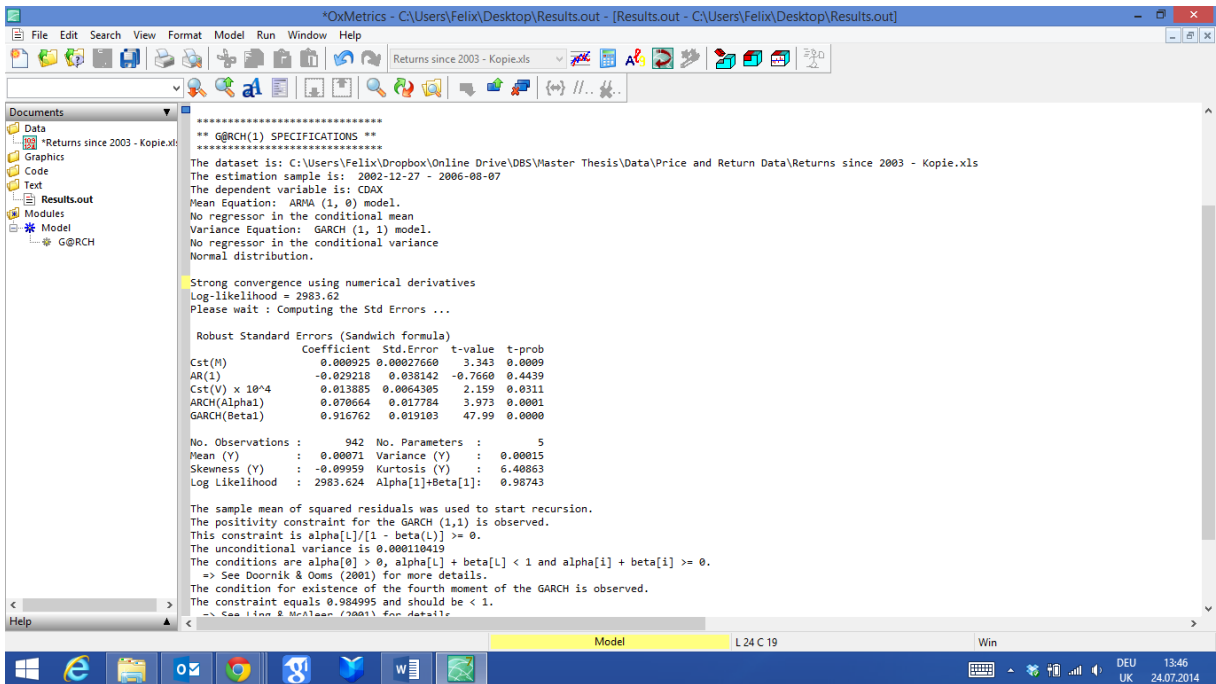 *OxMetrics - C:\Users\Felix\Desktop\Results.out - [Results.out - C:\Users\Felix\Desktop\Results.out]
File Edit Search View Format Model Run Window Help
Returns since 2003 - Kopie.xls
Documents
Data
*Returns since 2003 - Kopie.xls
Graphics
Code
Text
Results.out
Modules
Model
G@RCH
Help
******************************
** G@RCH(1) SPECIFICATIONS **
******************************
The dataset is: C:\Users\Felix\Dropbox\Online Drive\DBS\Master Thesis\Data\Price and Return Data\Returns since 2003 - Kopie.xls
The estimation sample is: 2002-12-27 - 2006-08-07
The dependent variable is: CDAX
Mean Equation: ARMA (1, 0) model.
No regressor in the conditional mean
Variance Equation: GARCH (1, 1) model.
No regressor in the conditional variance
Normal distribution.
Strong convergence using numerical derivatives
Log-likelihood = 2983.62
Please wait : Computing the Std Errors ...
Robust Standard Errors (Sandwich formula)
Coefficient Std.Error t-value t-prob
Cst(M) 0.000925 0.00027660 3.343 0.0009
AR(1) -0.029218 0.038142 -0.7660 0.4439
Cst(V) x 10^4 0.013885 0.0064305 2.159 0.0311
ARCH(Alpha1) 0.070664 0.017784 3.973 0.0001
GARCH(Beta1) 0.916762 0.019103 47.99 0.0000
No. Observations : 942 No. Parameters : 5
Mean (Y) : 0.00071 Variance (Y) : 0.00015
Skewness (Y) : -0.09959 Kurtosis (Y) : 6.40863
Log Likelihood : 2983.624 Alpha[1]+Beta[1]: 0.98743
The sample mean of squared residuals was used to start recursion.
The positivity constraint for the GARCH (1,1) is observed.
This constraint is alpha[L]/[1 - beta(L)] >= 0.
The unconditional variance is 0.000110419
The conditions are alpha[0] > 0, alpha[L] + beta[L] < 1 and alpha[i] + beta[i] >= 0.
=> See Doornik & Ooms (2001) for more details.
The condition for existence of the fourth moment of the GARCH is observed.
The constraint equals 0.984995 and should be < 1.
=> See Ling & McAleer (2001) for details
Model L 24 C 19 Win
DEU 13:46
UK 24.07.2014